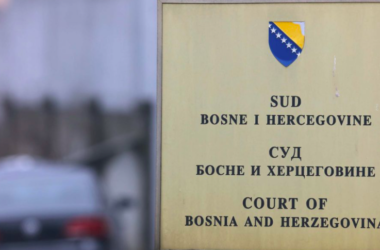 SUD
BOSNE I HERCEGOVINE
СУД
БОСНЕ И ХЕРЦЕГОВИНЕ
COURT OF
BOSNIA AND HERZEGOVINA